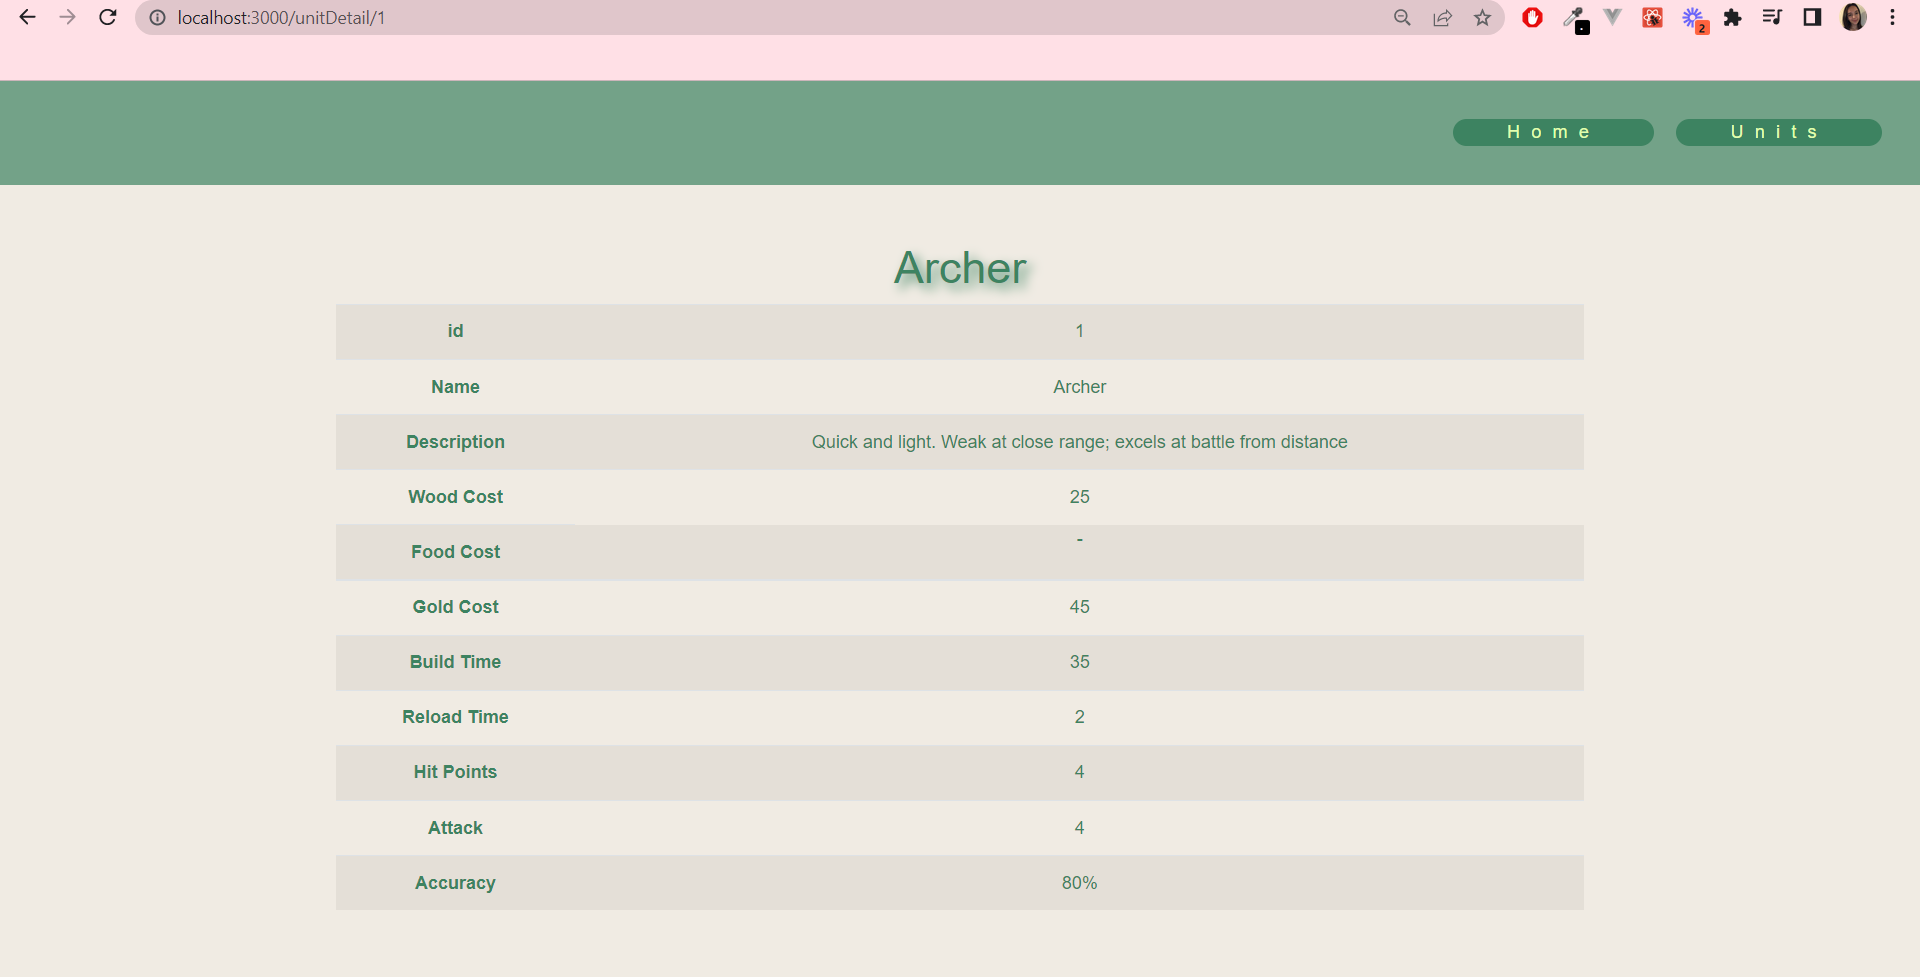 localhost:3000/unitDetail/1
2
Home Units
Archer
id 1
Name Archer
Description Quick and light. Weak at close range; excels at battle from distance
Wood Cost 25
Food Cost -
Gold Cost 45
Build Time 35
Reload Time 2
Hit Points 4
Attack 4
Accuracy 80%